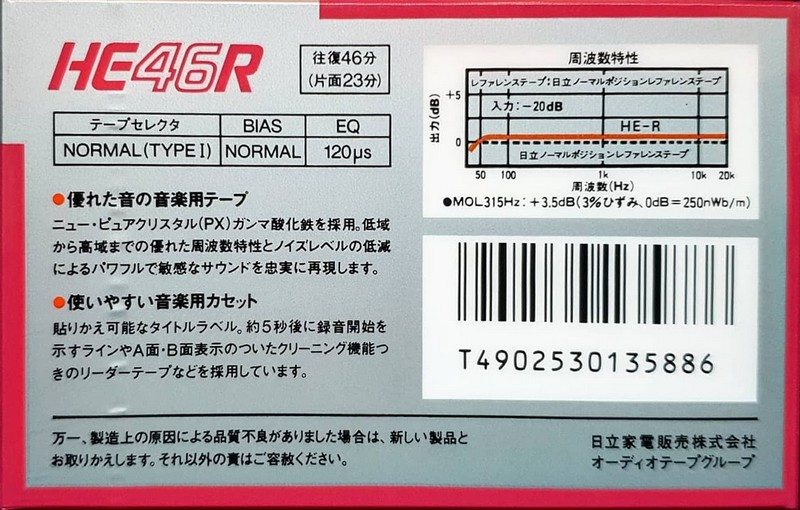 HE46R
往復46分
(片面23分)
テープセレクタ BIAS EQ
NORMAL(TYPE I) NORMAL 120μs
●優れた音の音楽用テープ
ニュー・ピュアクリスタル(PX)ガンマ酸化鉄を採用。低域
から高域までの優れた周波数特性とノイズレベルの低減
によるパワフルで敏感なサウンドを忠実に再現します。
●使いやすい音楽用カセット
貼りかえ可能なタイトルラベル。約5秒後に録音開始を
示すラインやA面・B面表示のついたクリーニング機能つ
きのリーダーテープなどを採用しています。
周波数特性
レファレンステープ:日立ノーマルポジションレファレンステープ
+5
入力:-20dB
出力(dB)
HE-R
0
日立ノーマルポジションレファレンステープ
50 100 1k 10k 20k
周波数(Hz)
●MOL315Hz:+3.5dB(3%ひずみ、0dB=250nWb/m)
T4902530135886
万一、製造上の原因による品質不良がありました場合は、新しい製品と
お取りかえします。それ以外の責はご容赦ください。
日立家電販売株式会社
オーディオテープグループ